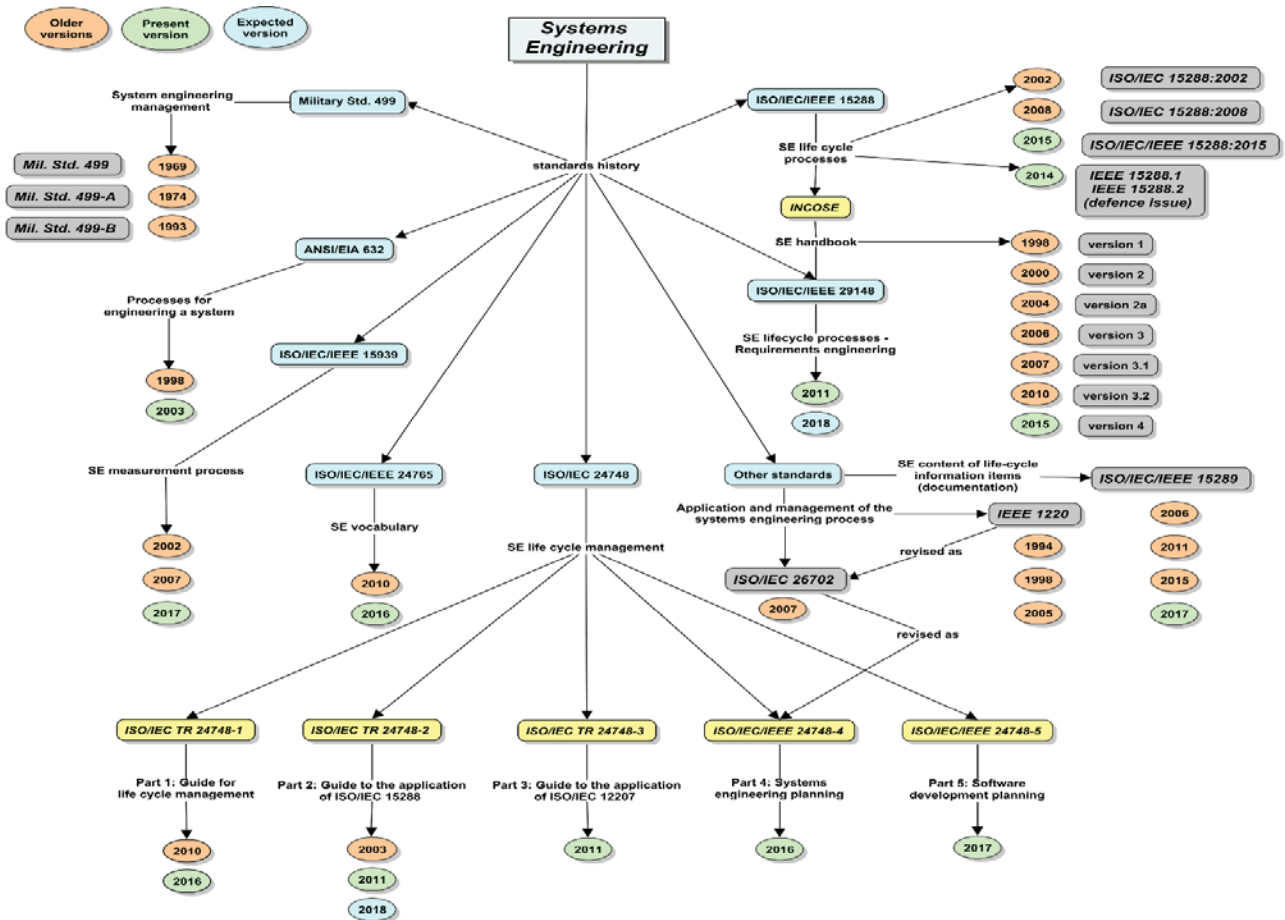 Older
versions
Present
version
Expected
version
Systems
Engineering
System engineering
management
Military Std. 499
Mil. Std. 499
1969
Mil. Std. 499-A
1974
Mil. Std. 499-B
1993
standards history
ISO/IEC/IEEE 15288
SE life cycle
processes
2002
ISO/IEC 15288:2002
2008
ISO/IEC 15288:2008
2015
ISO/IEC/IEEE 15288:2015
2014
IEEE 15288.1
IEEE 15288.2
(defence issue)
INCOSE
SE handbook
1998
version 1
2000
version 2
2004
version 2a
2006
version 3
2007
version 3.1
2010
version 3.2
2015
version 4
ANSI/EIA 632
Processes for
engineering a system
1998
2003
ISO/IEC/IEEE 29148
SE lifecycle processes -
Requirements engineering
2011
2018
ISO/IEC/IEEE 15939
SE measurement process
2002
2007
2017
ISO/IEC/IEEE 24765
SE vocabulary
2010
2016
ISO/IEC 24748
SE life cycle management
Other standards
SE content of life-cycle
information items
(documentation)
ISO/IEC/IEEE 15289
2006
2011
2015
2017
Application and management of the
systems engineering process
IEEE 1220
1994
1998
2005
revised as
ISO/IEC 26702
2007
revised as
ISO/IEC TR 24748-1
Part 1: Guide for
life cycle management
2010
2016
ISO/IEC TR 24748-2
Part 2: Guide to the application
of ISO/IEC 15288
2003
2011
2018
ISO/IEC TR 24748-3
Part 3: Guide to the application
of ISO/IEC 12207
2011
ISO/IEC/IEEE 24748-4
Part 4: Systems
engineering planning
2016
ISO/IEC/IEEE 24748-5
Part 5: Software
development planning
2017